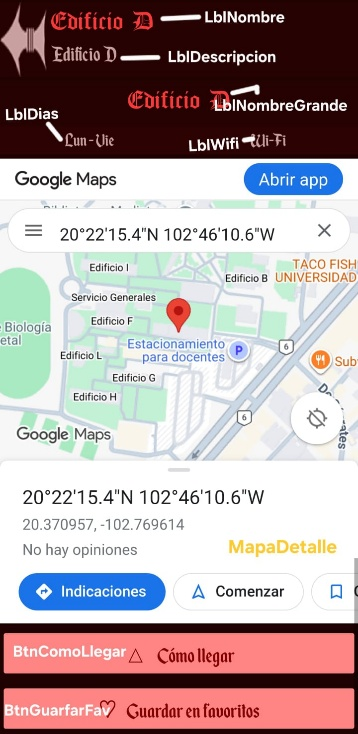 Edificio D LblNombre
Edificio D LblDescripcion
Edificio D
LblNombreGrande
LblDias
Lun-Vie
LblWifi Wi-Fi
Google Maps Abrir app
20°22'15.4"N 102°46'10.6"W
TACO FISH
UNIVERSIDAD
Edificio I
Edificio B
Servicio Generales
Edificio F
e Biología
etal
Estacionamiento
para docentes
P
6
Edificio L
Sub
Edificio G
Edificio H
6
Google Maps
20°22'15.4"N 102°46'10.6"W
20.370957, -102.769614
No hay opiniones
MapaDetalle
Indicaciones Comenzar
BtnComoLlegar Cómo llegar
BtnGuarfarFav Guardar en favoritos